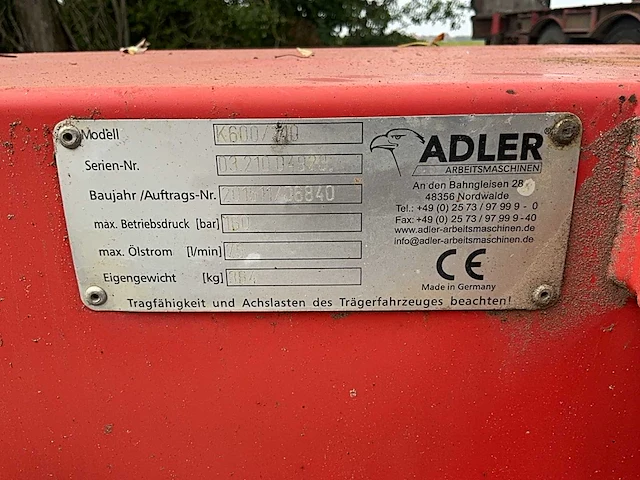 Modell
Serien-Nr.
Baujahr /Auftrags-Nr.
max. Betriebsdruck [bar] 160
max. Ölstrom [l/min]
Eigengewicht [kg]
ADLER
ARBEITSMASCHINEN
An den Bahngleisen 28
48356 Nordwalde
Tel.: +49 (0) 25 73 / 97 99 9 - 0
Fax: +49 (0) 25 73 / 97 99 9 -40
www.adler-arbeitsmaschinen.de
info@adler-arbeitsmaschinen.de
CE
Made in Germany
Tragfähigkeit und Achslasten des Trägerfahrzeuges beachten!